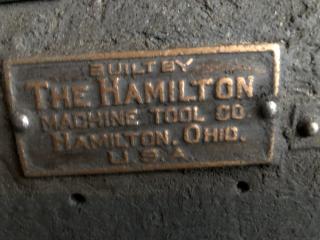 BUILT BY
THE HAMILTON
MACHINE TOOL CO.
HAMILTON, OHIO.
U.S.A.